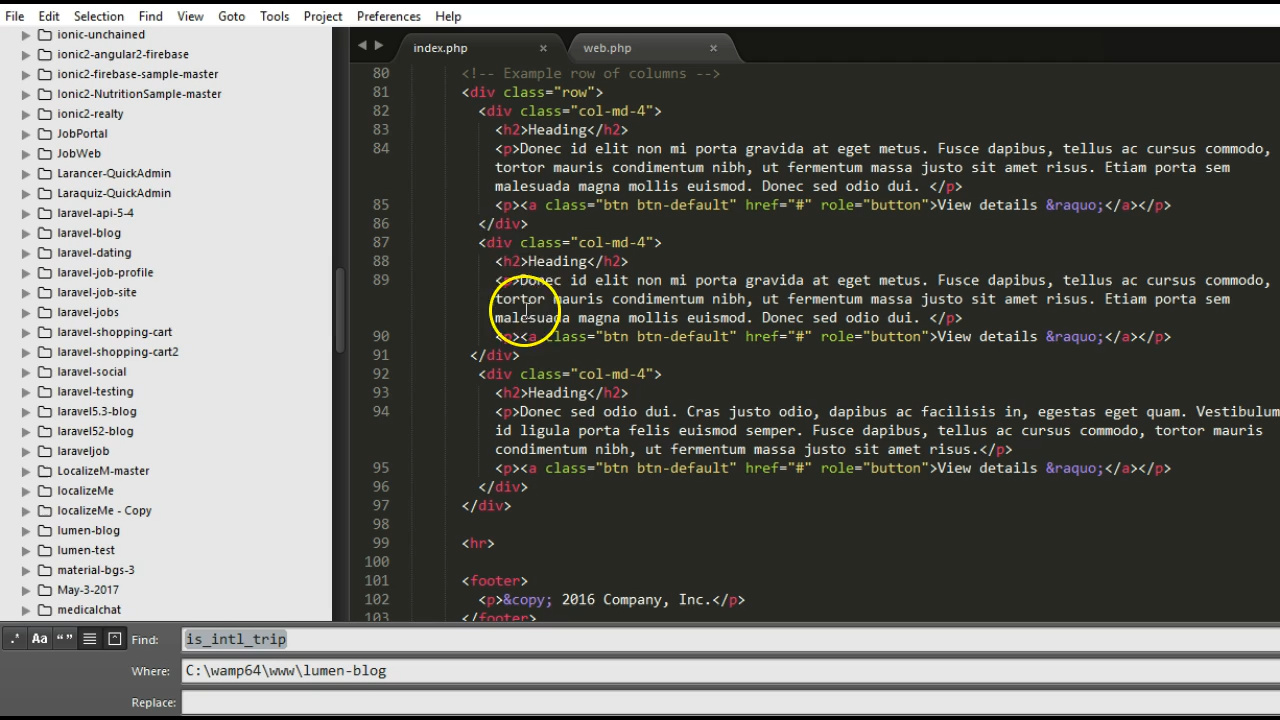 File Edit Selection Find View Goto Tools Project Preferences Help
ionic-unchained
ionic2-angular2-firebase
ionic2-firebase-sample-master
Ionic2-NutritionSample-master
ionic2-realty
JobPortal
JobWeb
Larancer-QuickAdmin
Laraquiz-QuickAdmin
laravel-api-5-4
laravel-blog
laravel-dating
laravel-job-profile
laravel-job-site
laravel-jobs
laravel-shopping-cart
laravel-shopping-cart2
laravel-social
laravel-testing
laravel5.3-blog
laravel52-blog
laraveljob
LocalizeM-master
localizeMe
localizeMe - Copy
lumen-blog
lumen-test
material-bgs-3
May-3-2017
medicalchat
index.php × web.php ×
80 <!-- Example row of columns -->
81 <div class="row">
82 <div class="col-md-4">
83 <h2>Heading</h2>
84 <p>Donec id elit non mi porta gravida at eget metus. Fusce dapibus, tellus ac cursus commodo,
tortor mauris condimentum nibh, ut fermentum massa justo sit amet risus. Etiam porta sem
malesuada magna mollis euismod. Donec sed odio dui. </p>
85 <p><a class="btn btn-default" href="#" role="button">View details &raquo;</a></p>
86 </div>
87 <div class="col-md-4">
88 <h2>Heading</h2>
89 <p>Donec id elit non mi porta gravida at eget metus. Fusce dapibus, tellus ac cursus commodo,
tortor mauris condimentum nibh, ut fermentum massa justo sit amet risus. Etiam porta sem
malesuada magna mollis euismod. Donec sed odio dui. </p>
90 <p><a class="btn btn-default" href="#" role="button">View details &raquo;</a></p>
91 </div>
92 <div class="col-md-4">
93 <h2>Heading</h2>
94 <p>Donec sed odio dui. Cras justo odio, dapibus ac facilisis in, egestas eget quam. Vestibulum
id ligula porta felis euismod semper. Fusce dapibus, tellus ac cursus commodo, tortor mauris
condimentum nibh, ut fermentum massa justo sit amet risus.</p>
95 <p><a class="btn btn-default" href="#" role="button">View details &raquo;</a></p>
96 </div>
97 </div>
98
99 <hr>
100
101 <footer>
102 <p>&copy; 2016 Company, Inc.</p>
103 </footer>
.* Aa “” Find: is_intl_trip
Where: C:\wamp64\www\lumen-blog
Replace: